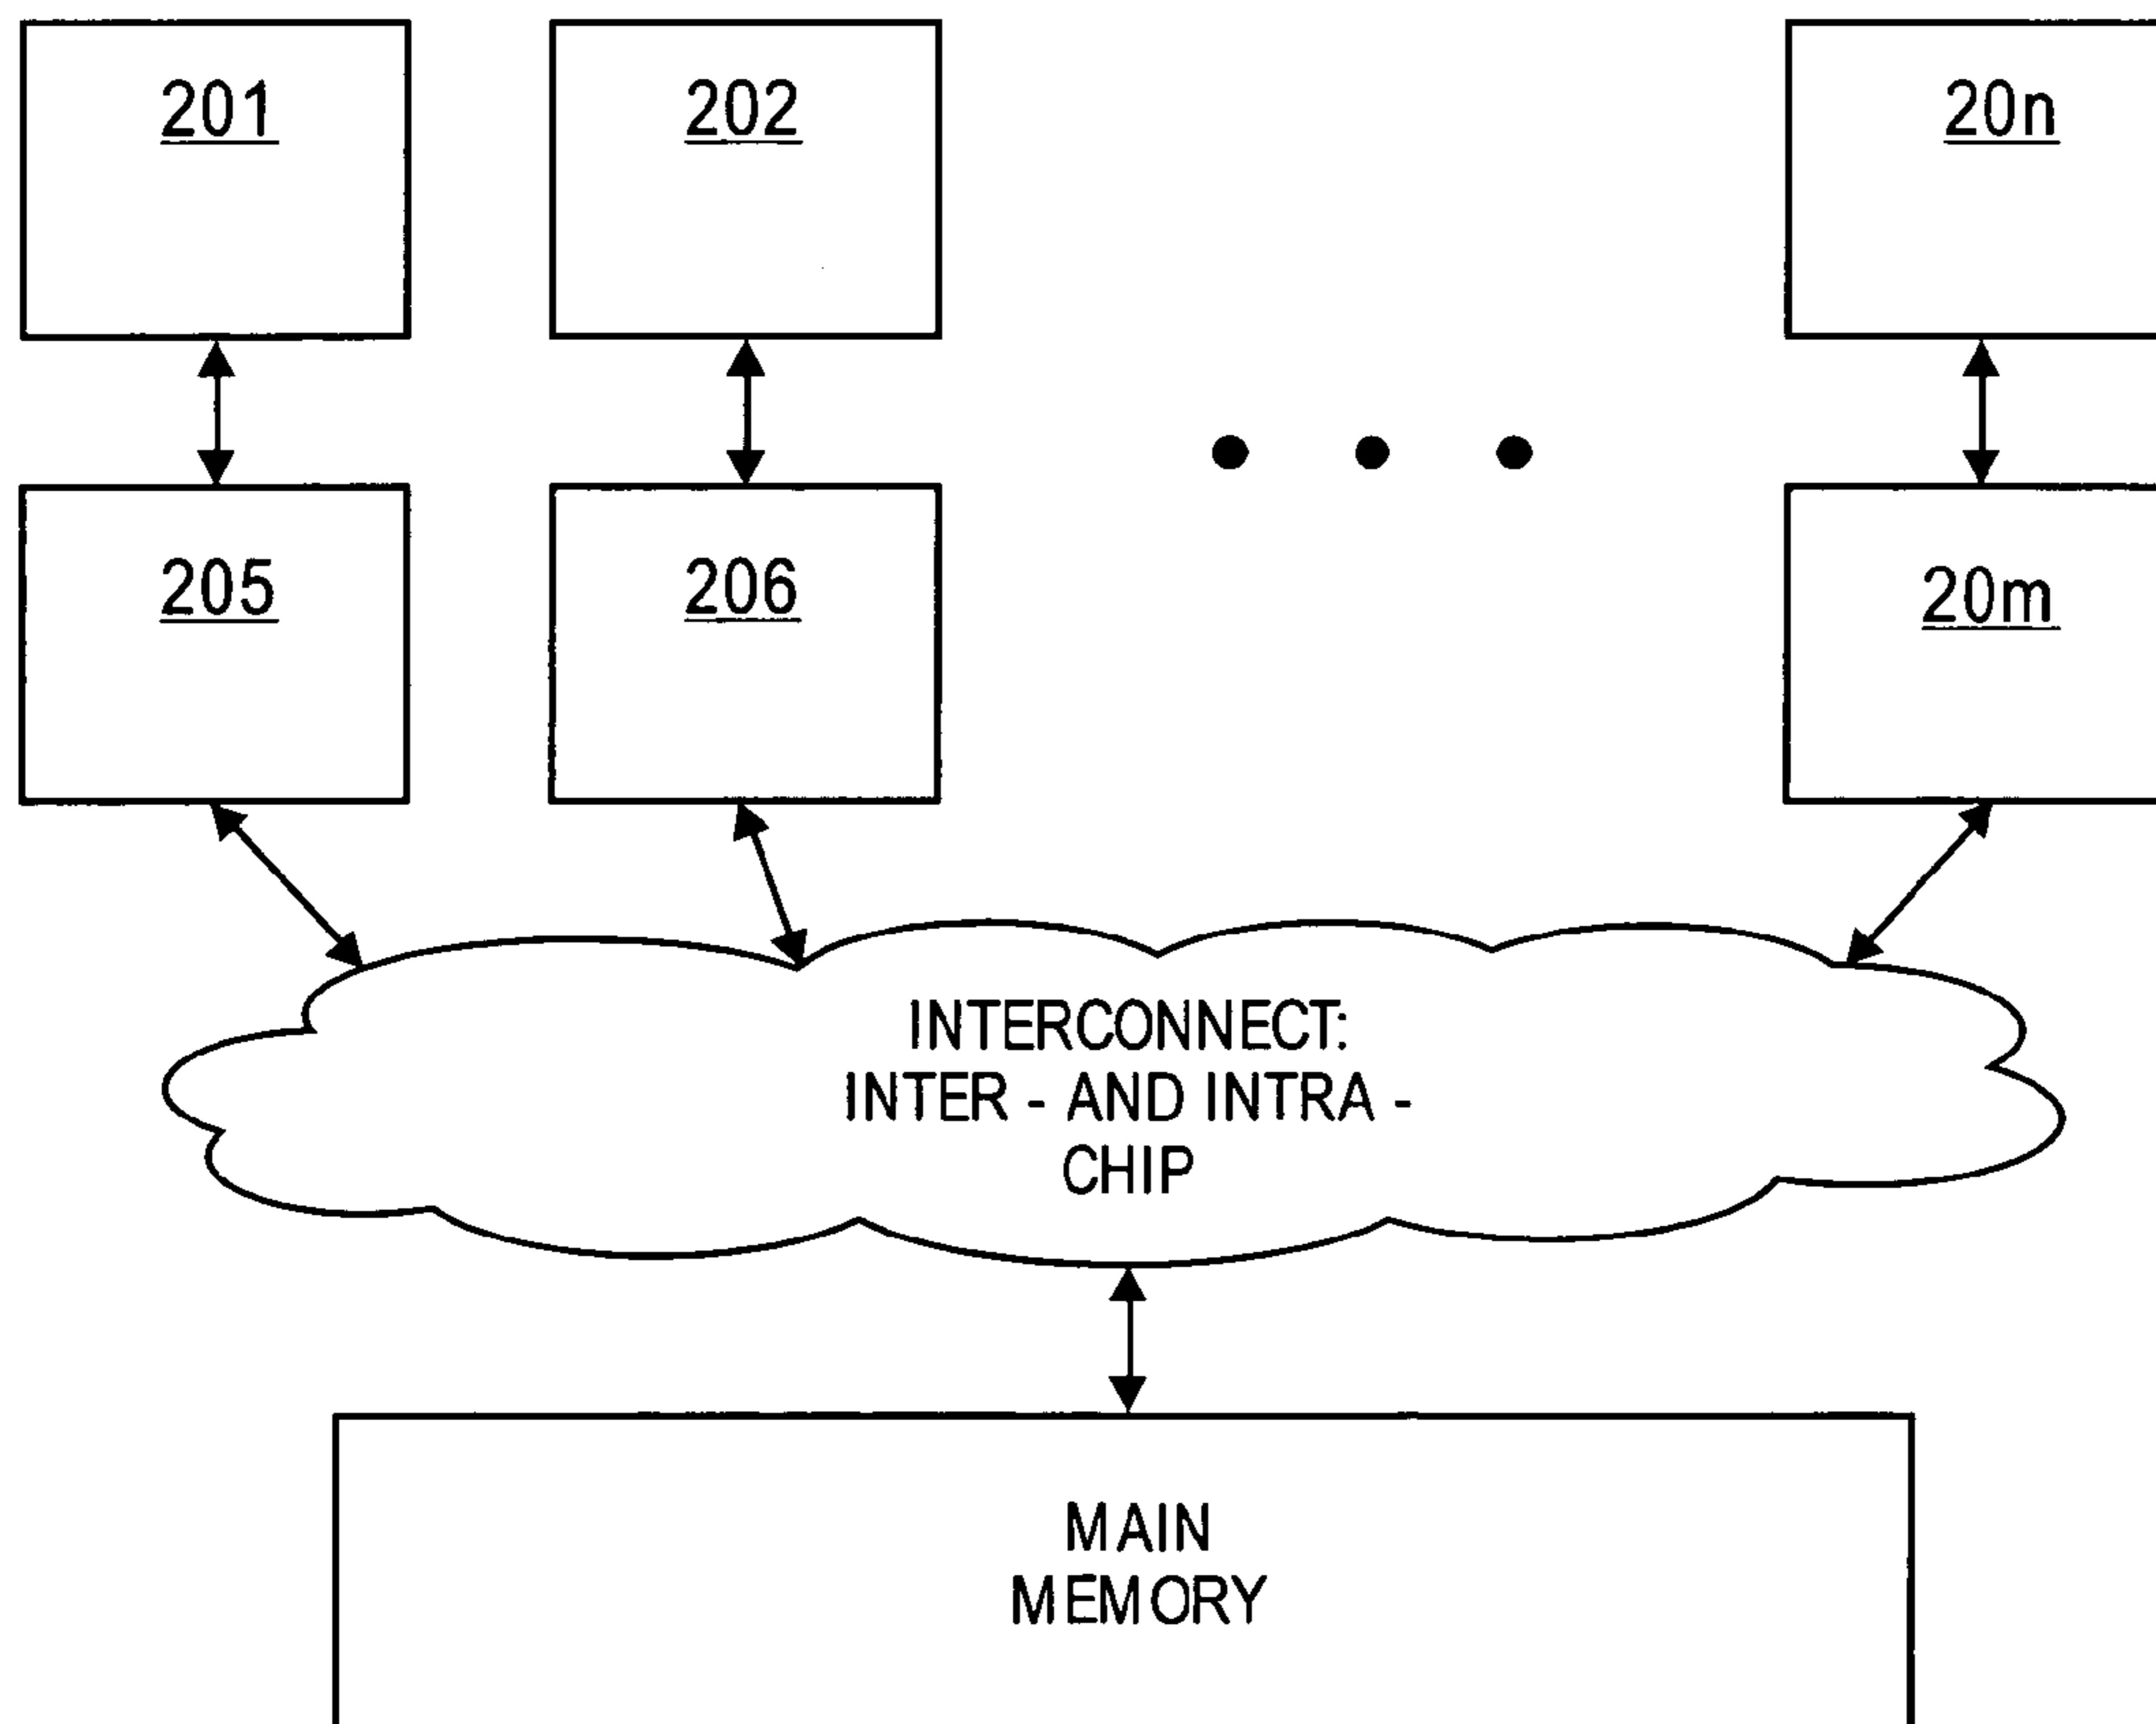 201
202
20n
205
206
20m
INTERCONNECT:
INTER - AND INTRA -
CHIP
MAIN
MEMORY